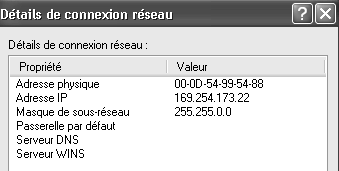 Détails de connexion réseau
Détails de connexion réseau :
Propriété Valeur
Adresse physique 00-0D-54-99-54-88
Adresse IP 169.254.173.22
Masque de sous-réseau 255.255.0.0
Passerelle par défaut
Serveur DNS
Serveur WINS